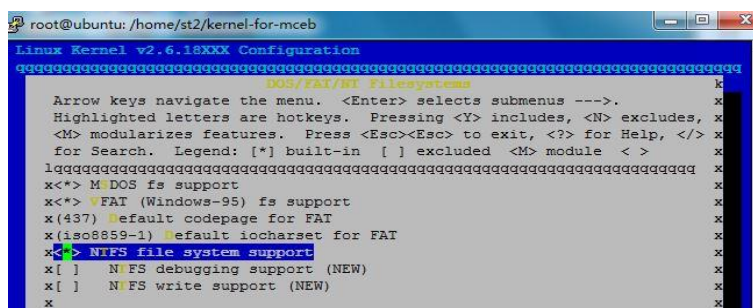 root@ubuntu: /home/st2/kernel-for-mceb
Linux Kernel v2.6.18XXX Configuration
qqqqqqqqqqqqqqqqqqqqqqqqqqqqqqqqqqqqqqqqqqqqqqqqqqqqqqqqqqqqqqqqqqqqqqqqqqqqq
DOS/FAT/NT Filesystems k
Arrow keys navigate the menu. <Enter> selects submenus --->. x
Highlighted letters are hotkeys. Pressing <Y> includes, <N> excludes, x
<M> modularizes features. Press <Esc><Esc> to exit, <?> for Help, </> x
for Search. Legend: [*] built-in [ ] excluded <M> module < > x
lqqqqqqqqqqqqqqqqqqqqqqqqqqqqqqqqqqqqqqqqqqqqqqqqqqqqqqqqqqqqqqqqqqqqq x
x<*> MSDOS fs support x
x<*> VFAT (Windows-95) fs support x
x(437) Default codepage for FAT x
x(iso8859-1) Default iocharset for FAT x
x<*> NTFS file system support x
x[ ] NTFS debugging support (NEW) x
x[ ] NTFS write support (NEW) x
x x